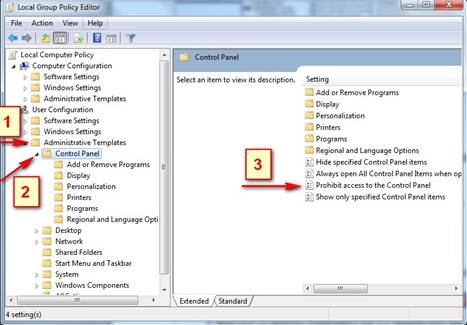 Local Group Policy Editor
File Action View Help
Local Computer Policy
Computer Configuration
Software Settings
Windows Settings
Administrative Templates
User Configuration
Software Settings
Windows Settings
Administrative Templates
Control Panel
Add or Remove Programs
Display
Personalization
Printers
Programs
Regional and Language Opti
Desktop
Network
Shared Folders
Start Menu and Taskbar
System
Windows Components
1
2
Control Panel
Select an item to view its description.
Setting
Add or Remove Programs
Display
Personalization
Printers
Programs
Regional and Language Options
Hide specified Control Panel items
Always open All Control Panel Items when op
Prohibit access to the Control Panel
Show only specified Control Panel items
3
Extended Standard
4 setting(s)